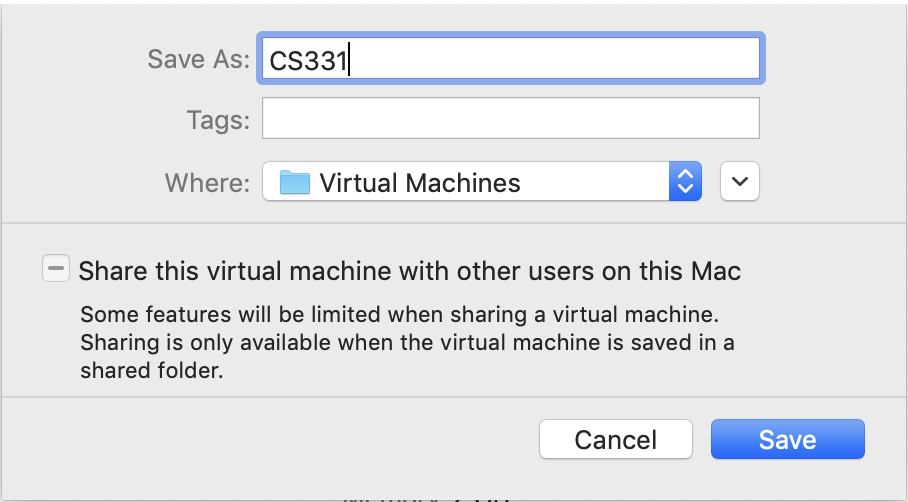 Save As: CS331
Tags:
Where: Virtual Machines
Share this virtual machine with other users on this Mac
Some features will be limited when sharing a virtual machine.
Sharing is only available when the virtual machine is saved in a
shared folder.
Cancel Save